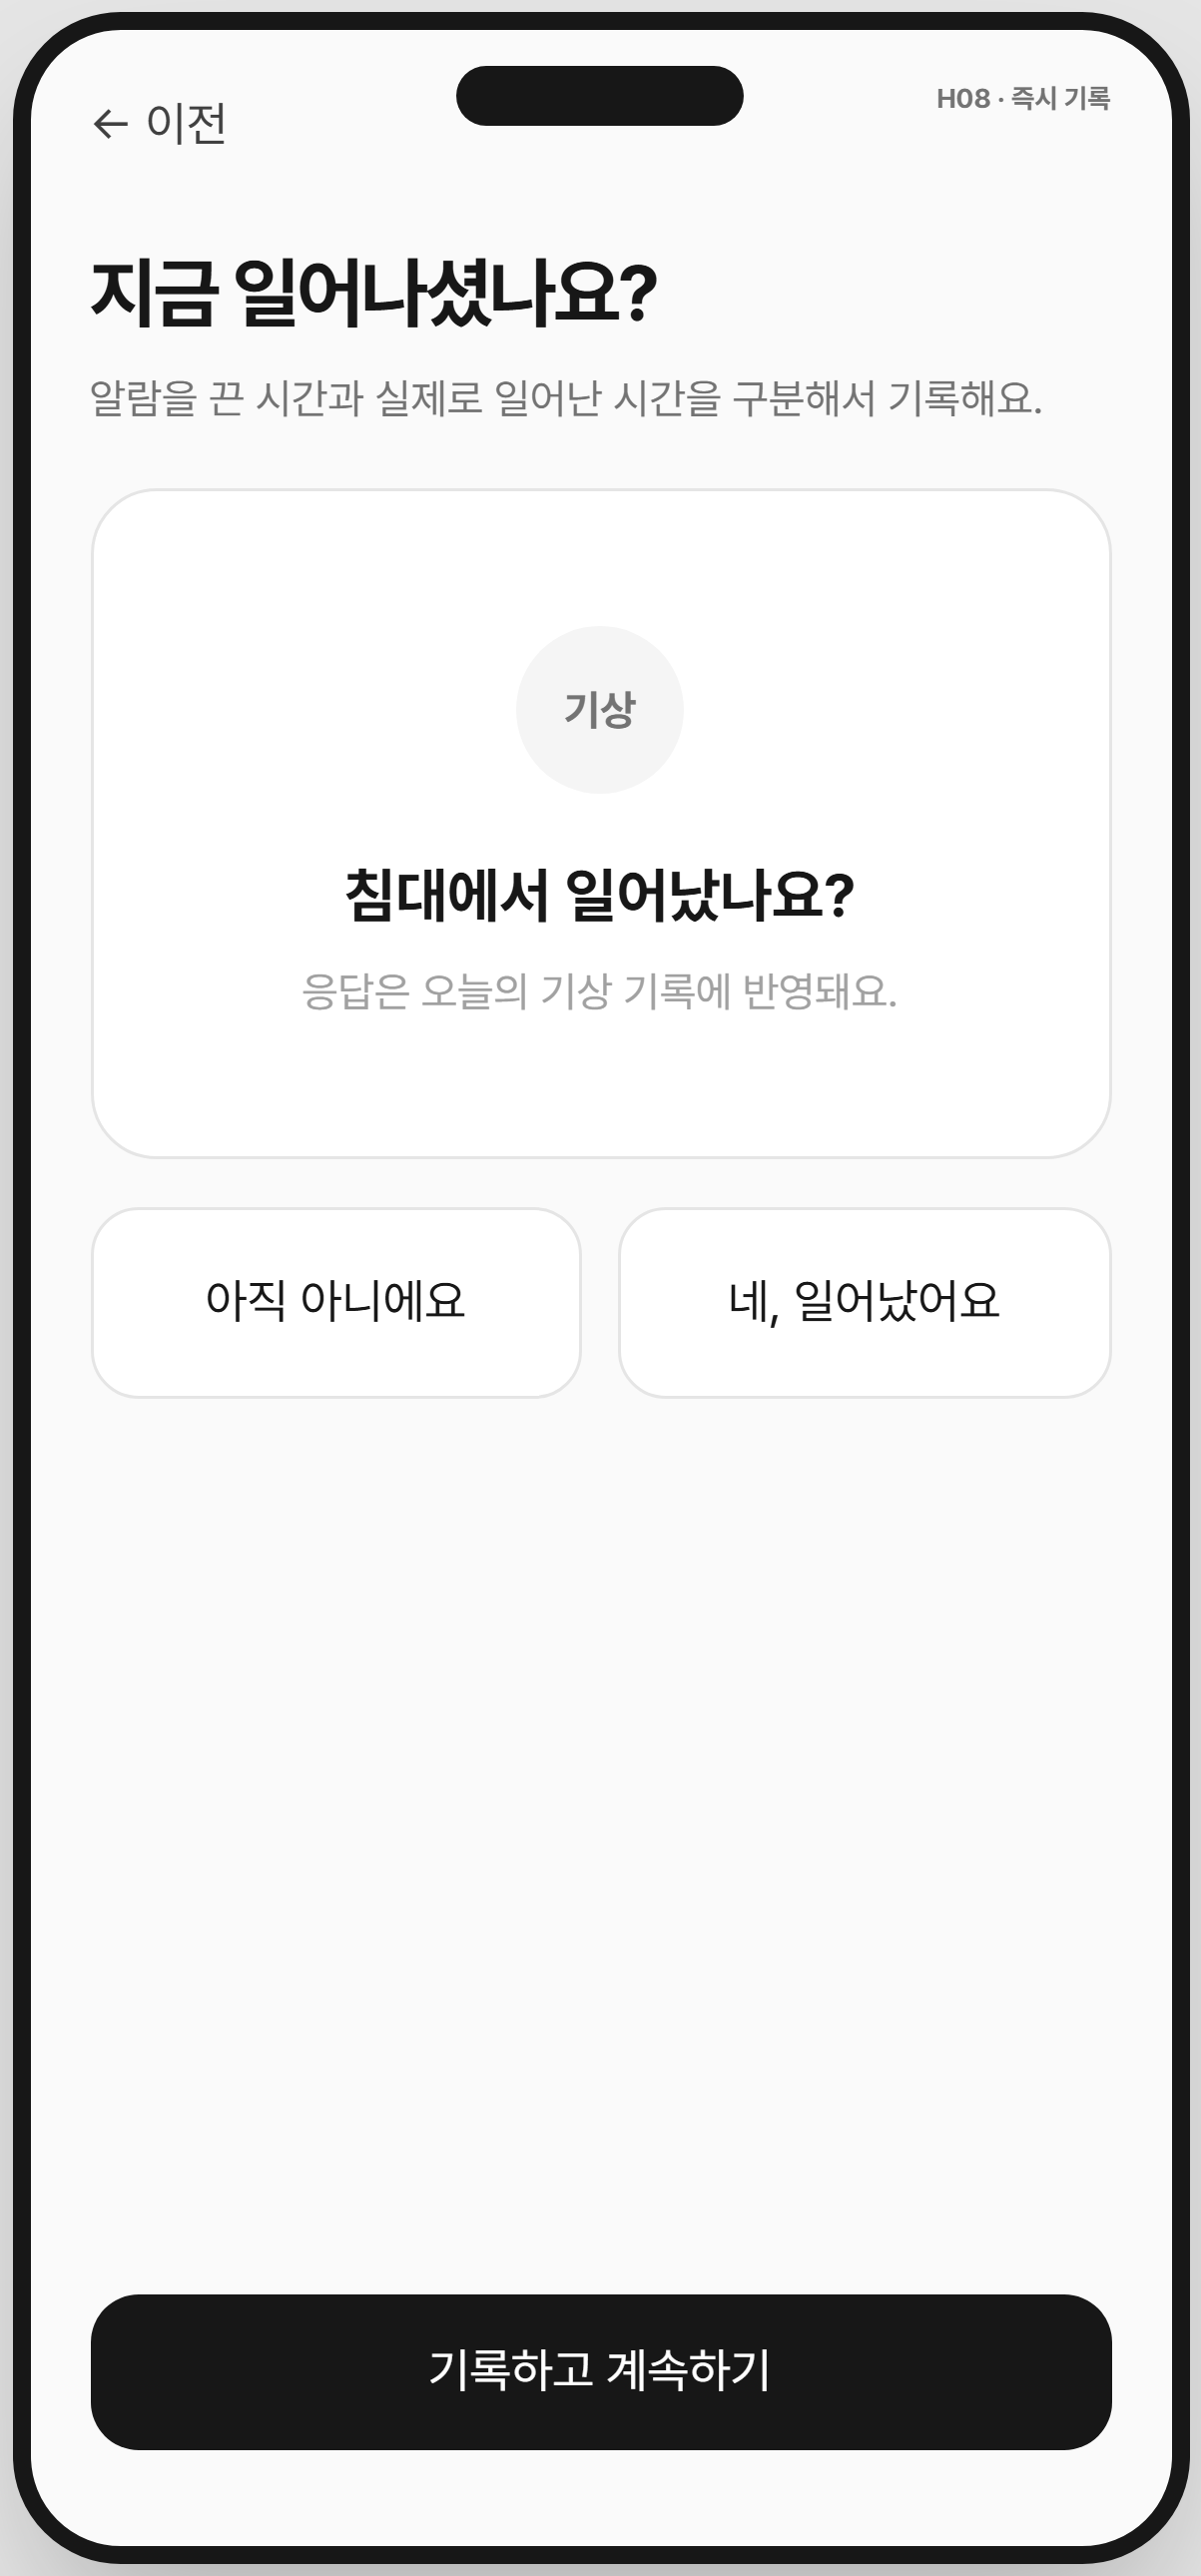 ← 이전
H08 · 즉시 기록
지금 일어나셨나요?
알람을 끈 시간과 실제로 일어난 시간을 구분해서 기록해요.
기상
침대에서 일어났나요?
응답은 오늘의 기상 기록에 반영돼요.
아직 아니에요
네, 일어났어요
기록하고 계속하기